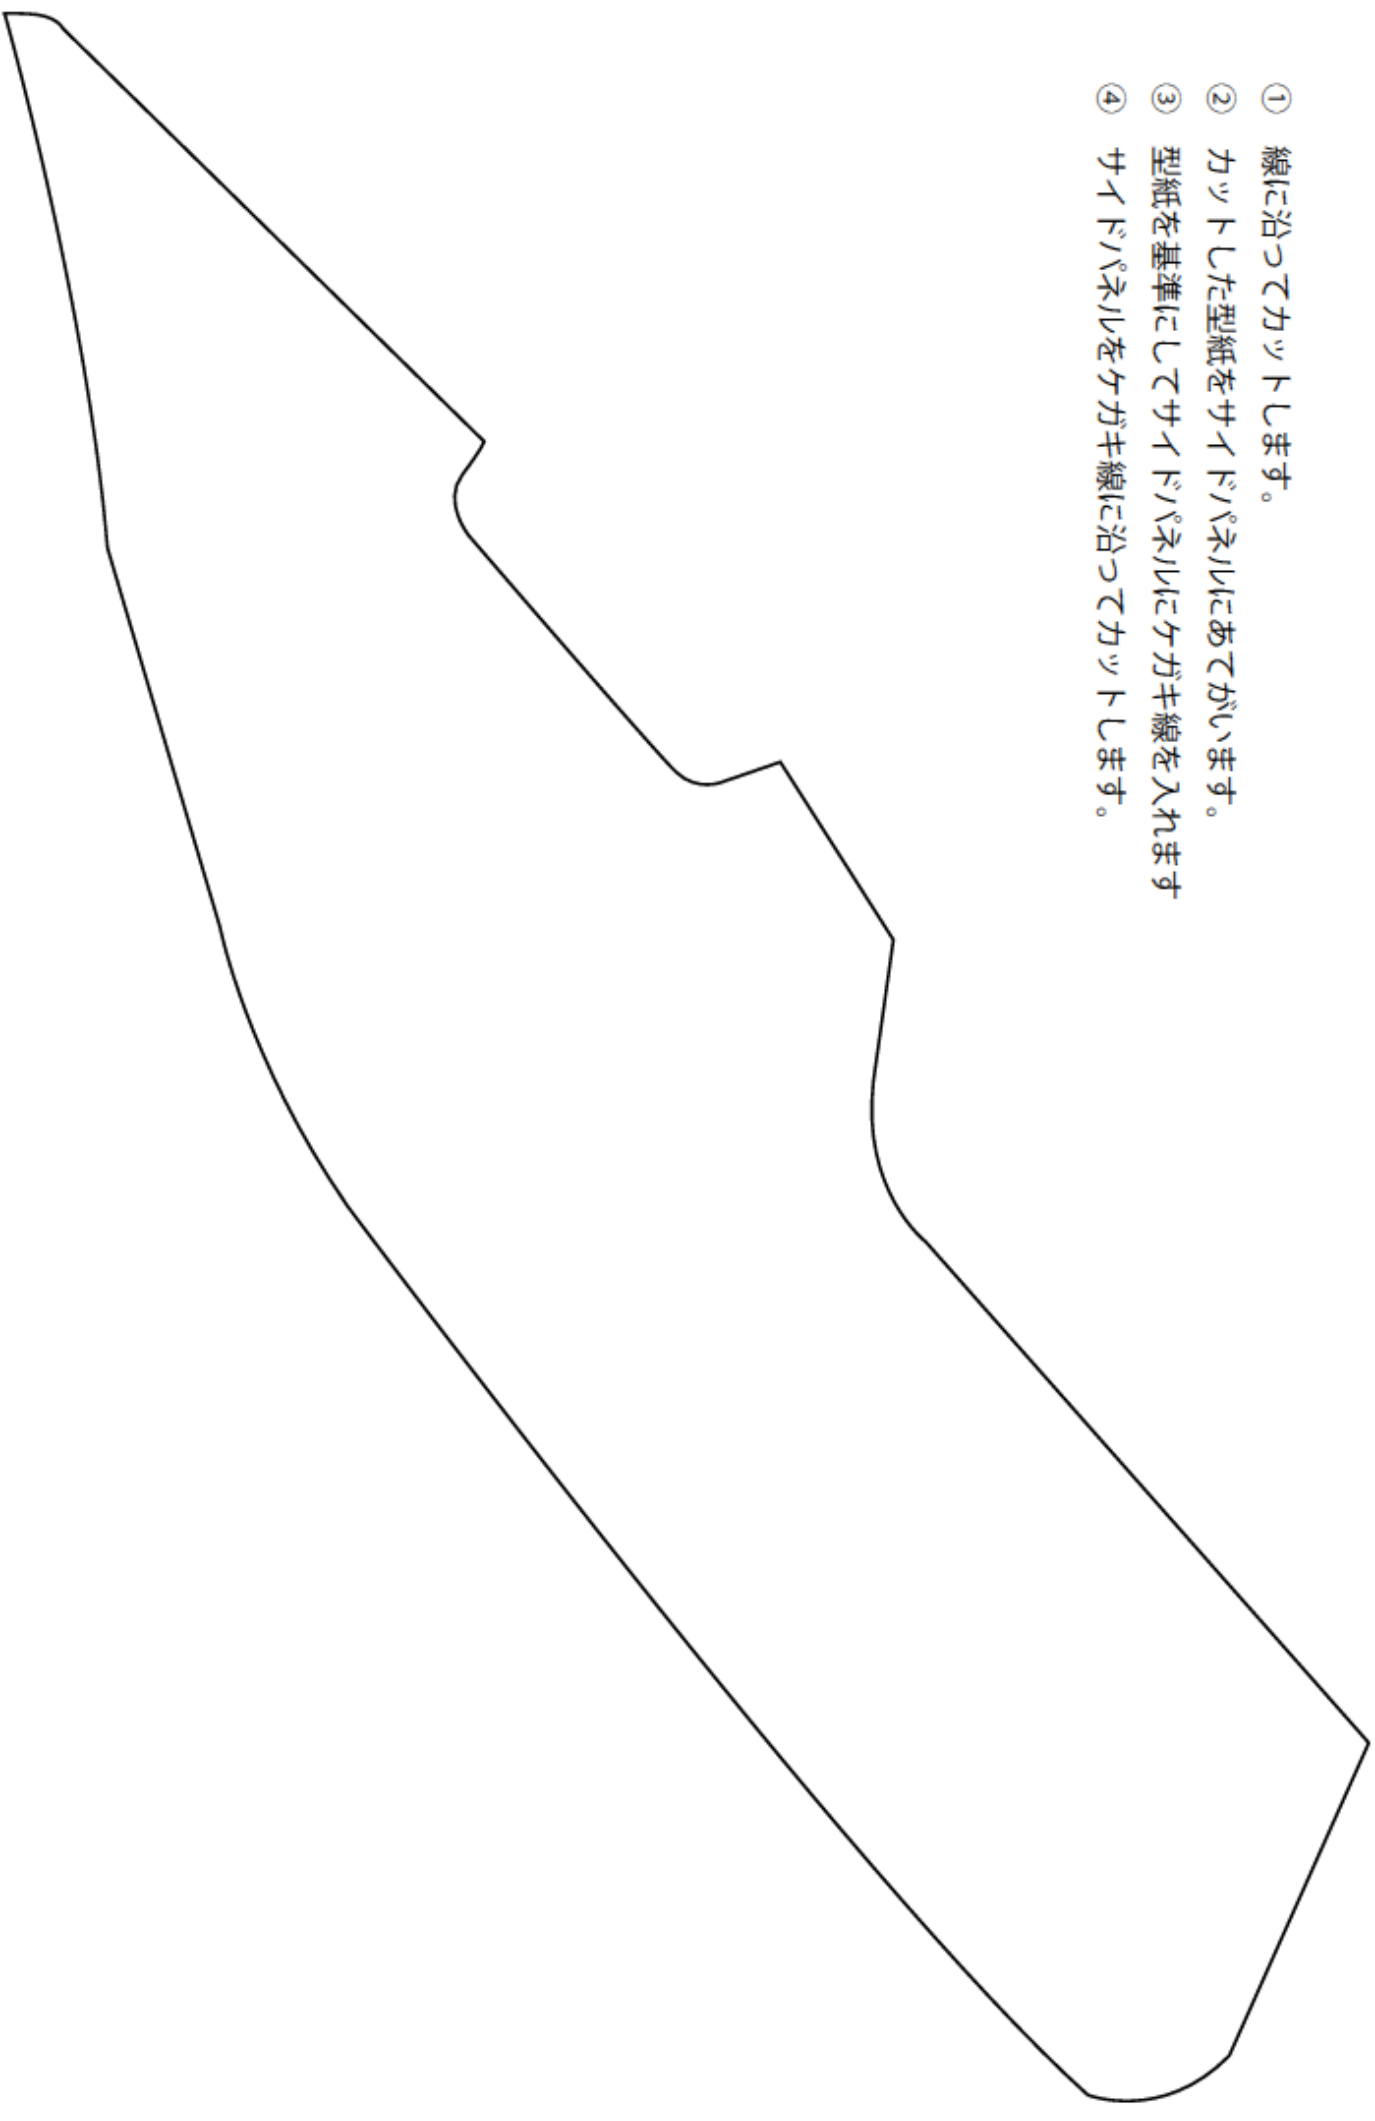 ① 線に沿ってカットします。
② カットした型紙をサイドパネルにあてがいます。
③ 型紙を基準にしてサイドパネルにケガキ線を入れます
④ サイドパネルをケガキ線に沿ってカットします。